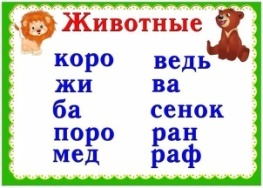 Животные
коро ведь
жи ва
ба сенок
поро ран
мед раф